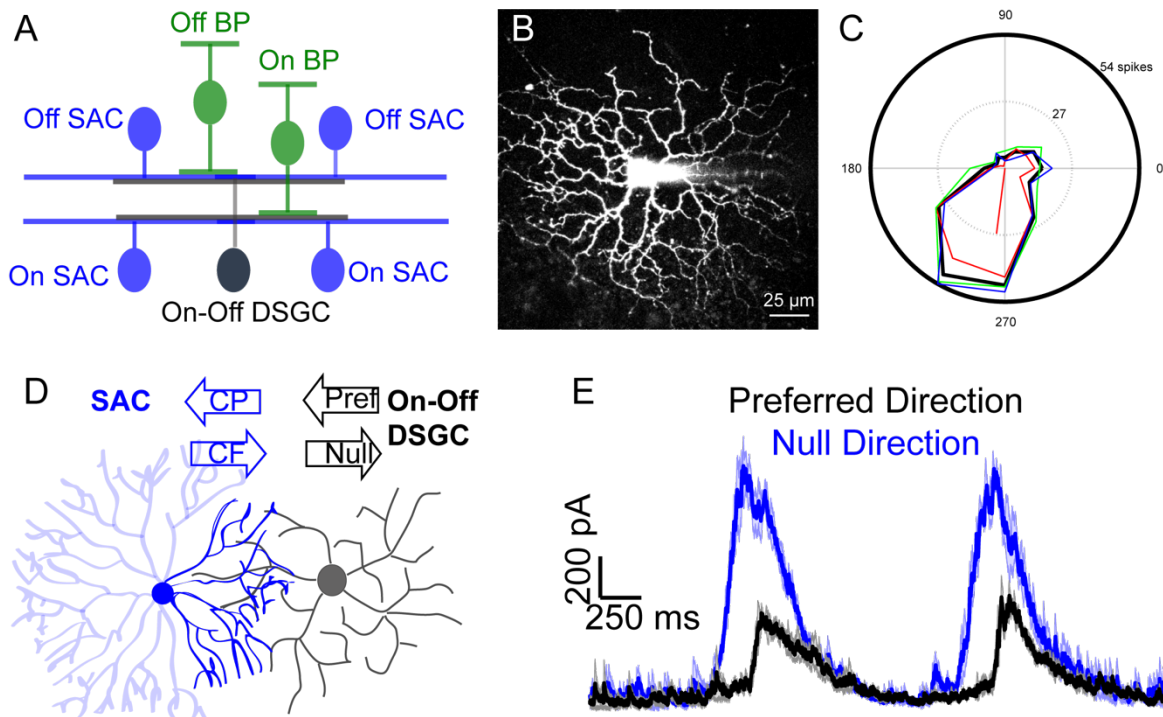 A
Off BP
On BP
Off SAC
Off SAC
On SAC
On SAC
On-Off DSGC
B
25 µm
C
90
54 spikes
27
180
0
270
D
SAC
CP
Pref
On-Off
DSGC
CF
Null
E
Preferred Direction
Null Direction
200 pA
250 ms